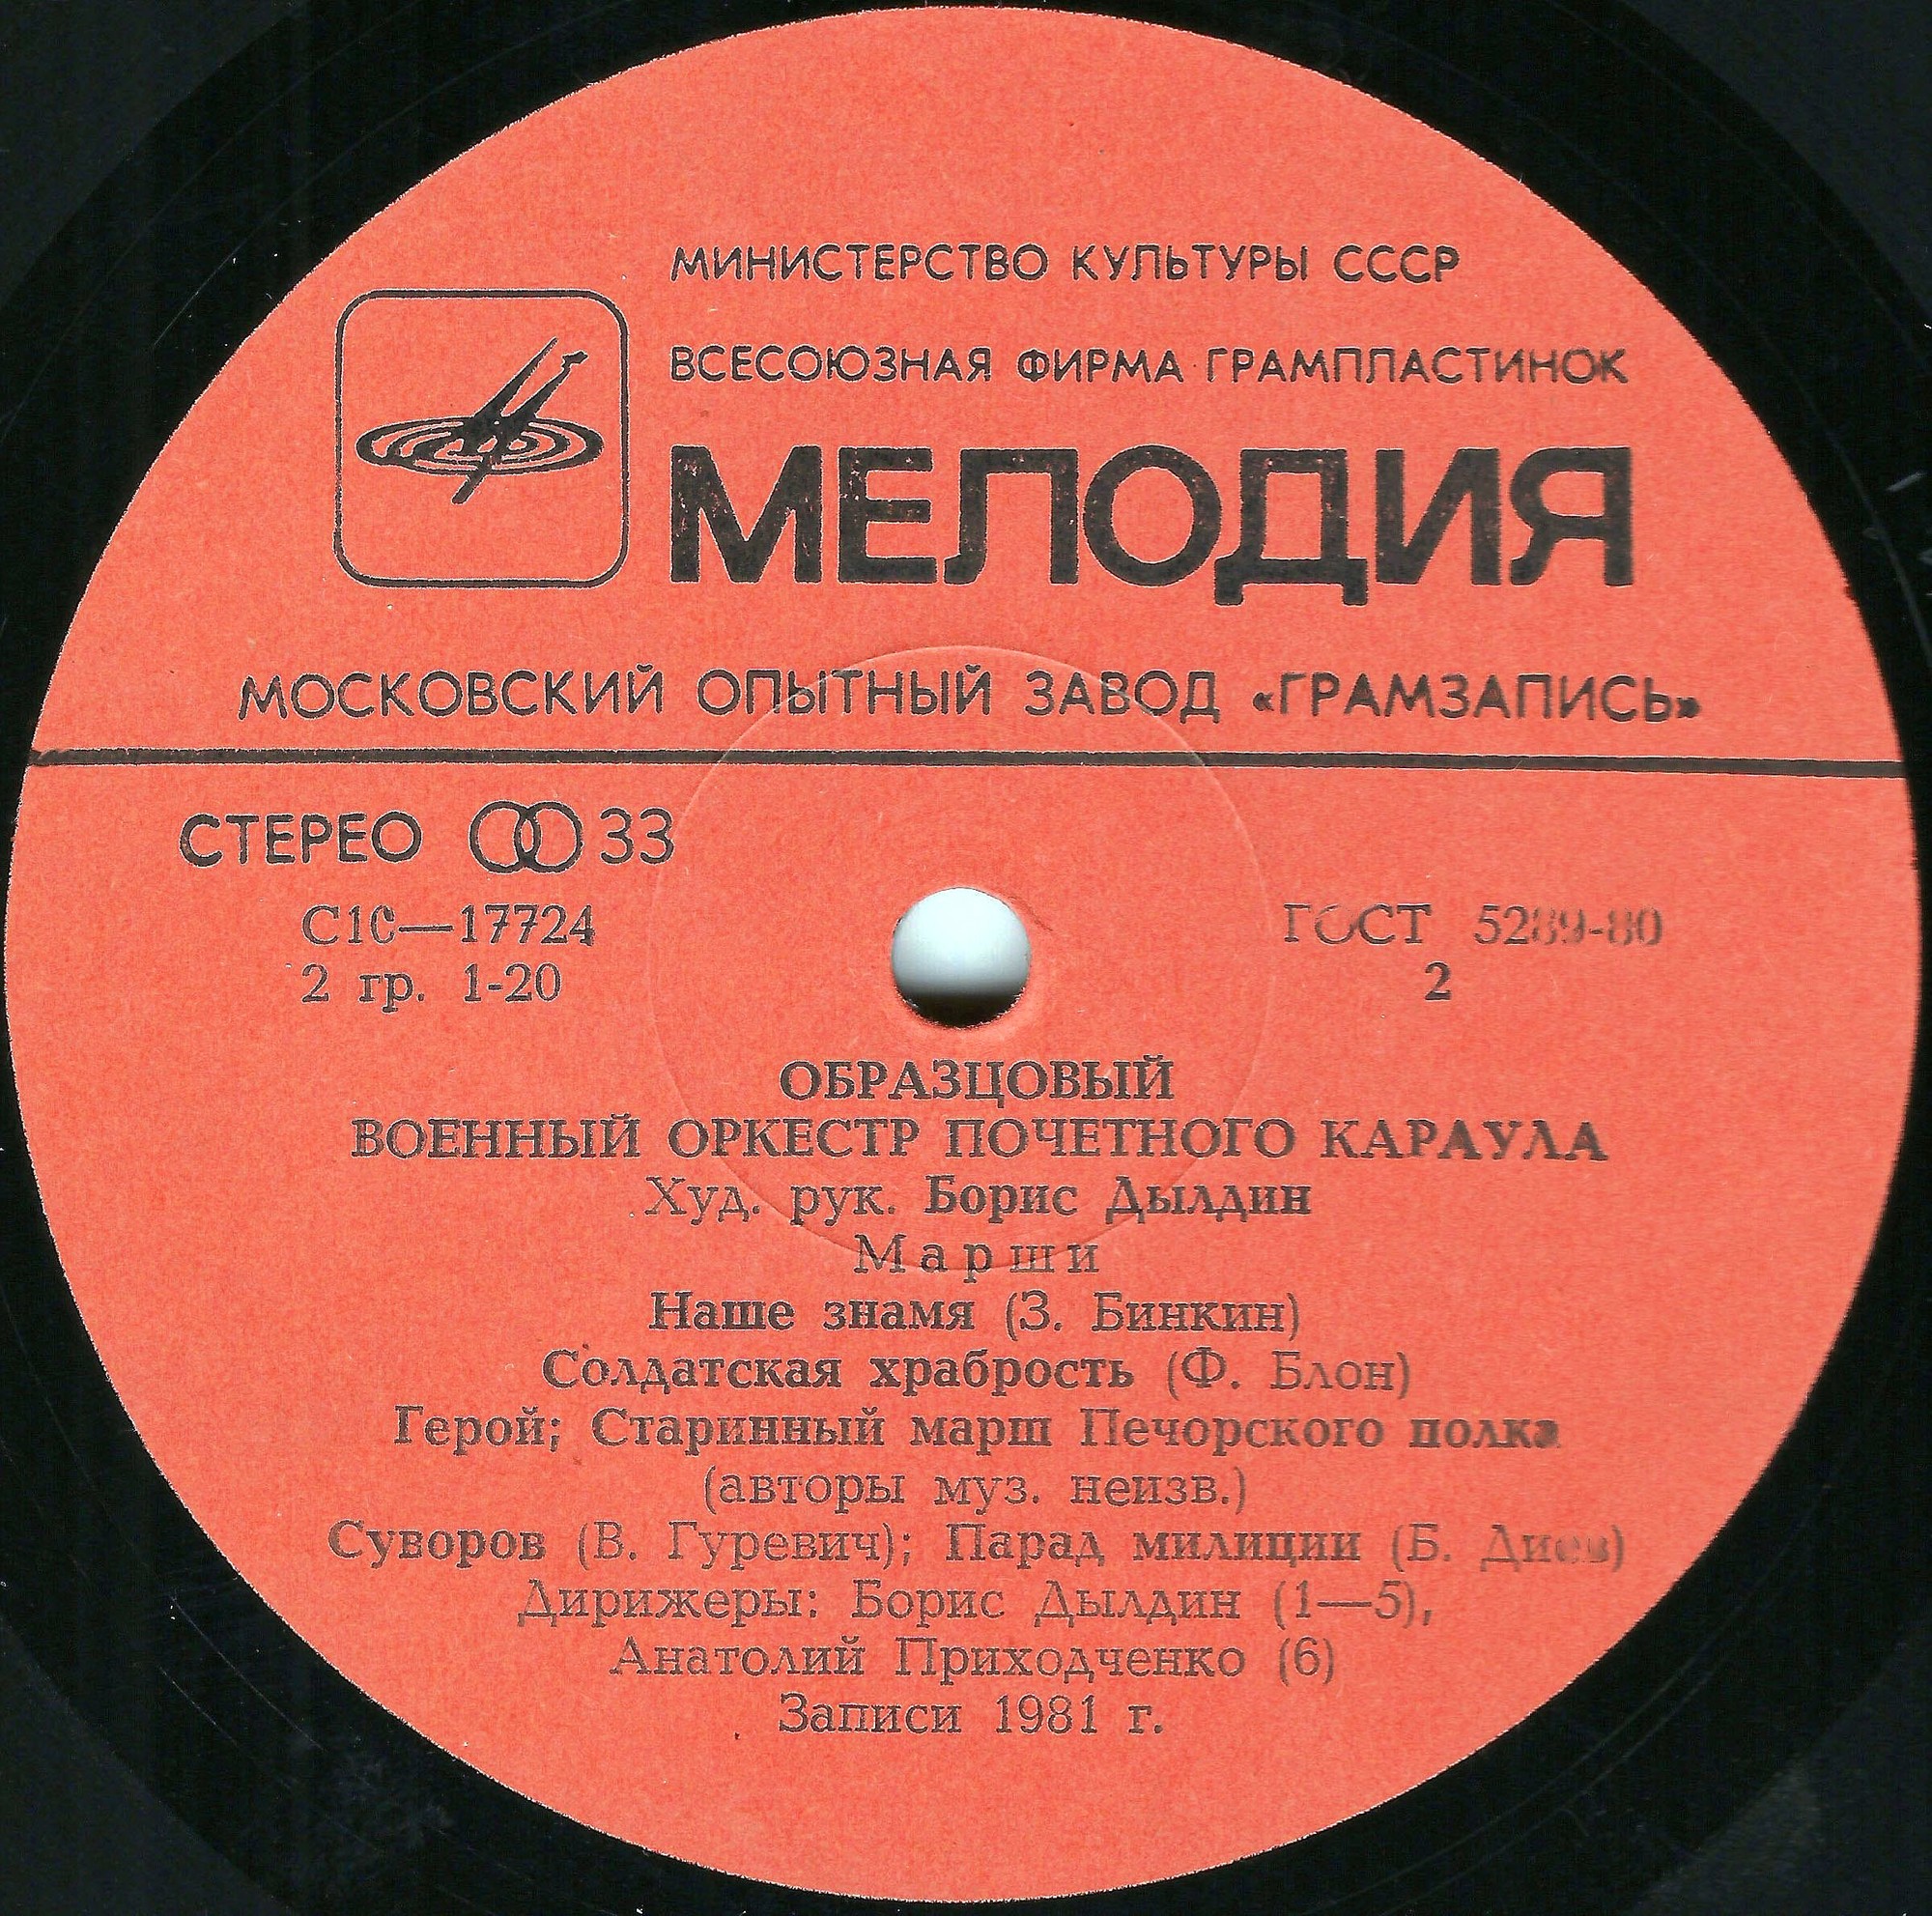 МИНИСТЕРСТВО КУЛЬТУРЫ СССР
ВСЕСОЮЗНАЯ ФИРМА ГРАМПЛАСТИНОК
МЕЛОДИЯ
МОСКОВСКИЙ ОПЫТНЫЙ ЗАВОД «ГРАМЗАПИСЬ»
СТЕРЕО 33
С10—17724 ГОСТ 5289-80
2 гр. 1-20 2
ОБРАЗЦОВЫЙ
ВОЕННЫЙ ОРКЕСТР ПОЧЕТНОГО КАРАУЛА
Худ. рук. Борис Дылдин
Марши
Наше знамя (З. Бинкин)
Солдатская храбрость (Ф. Блон)
Герой; Старинный марш Печорского полка
(авторы муз. неизв.)
Суворов (В. Гуревич); Парад милиции (Б. Диев)
Дирижеры: Борис Дылдин (1—5),
Анатолий Приходченко (6)
Записи 1981 г.